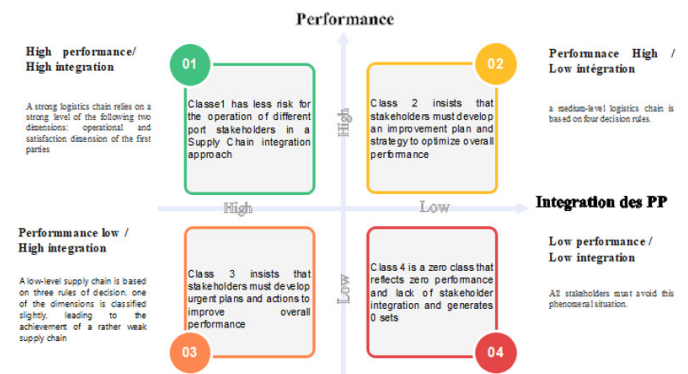 Performance
High performance/
High integration
A strong logistics chain relies on a
strong level of the following two
dimensions: operational and
satisfaction dimension of the first
parties
01
Classe1 has less risk for
the operation of different
port stakeholders in a
Supply Chain integration
approach
High
02
Class 2 insists that
stakeholders must develop
an improvement plan and
strategy to optimize overall
performance
Performnace High /
Low intégration
a medium-level logistics chain is
based on four decision rules.
High
Low
Integration des PP
Performmance low /
High integration
A low-level supply chain is based
on three rules of decision. one
of the dimensions is classified
slightly, leading to the
achievement of a rather weak
supply chain
Class 3 insists that
stakeholders must develop
urgent plans and actions to
improve overall
performance
03
Low
Class 4 is a zero class that
reflects zero performance
and lack of stakeholder
integration and generates
0 sets
04
Low performance /
Low integration
All stakeholders must avoid this
phenomenal situation.